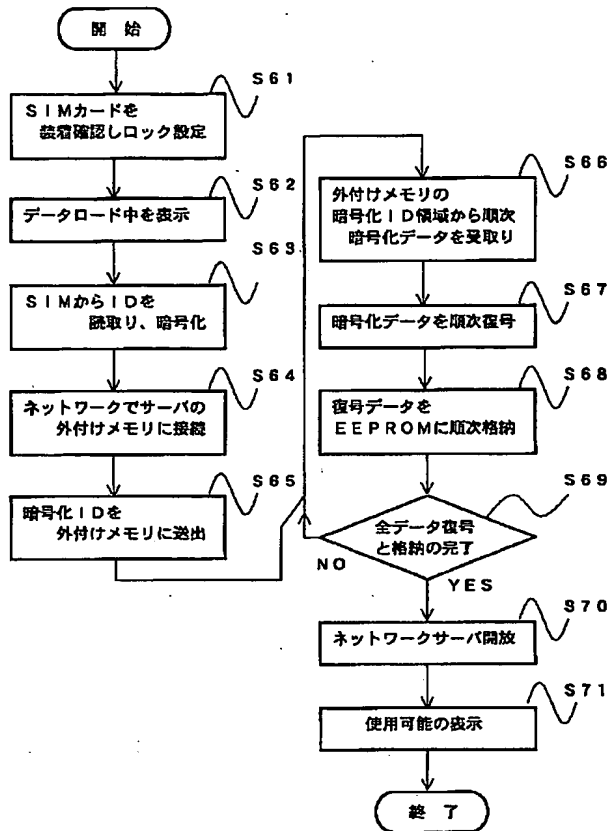 開 始
S61
SIMカードを
装着確認しロック設定
S62
データロード中を表示
S63
SIMからIDを
読取り、暗号化
S64
ネットワークでサーバの
外付けメモリに接続
S65
暗号化IDを
外付けメモリに送出
S66
外付けメモリの
暗号化ID領域から順次
暗号化データを受取り
S67
暗号化データを順次復号
S68
復号データを
EEPROMに順次格納
S69
全データ復号
と格納の完了
NO
YES
S70
ネットワークサーバ開放
S71
使用可能の表示
終 了